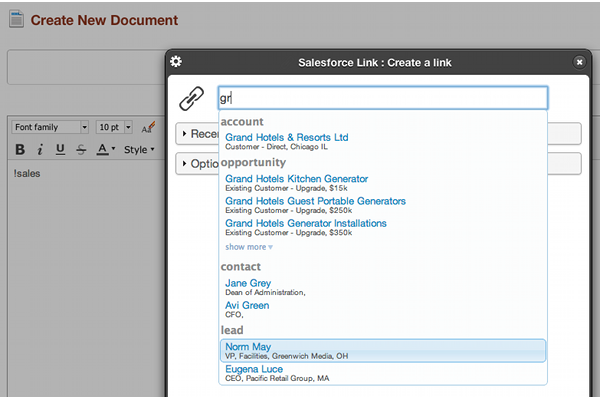 Create New Document
Salesforce Link : Create a link
gr
Font family
10 pt
B i U S A Style
!sales
Rece
Optio
account
Grand Hotels & Resorts Ltd
Customer - Direct, Chicago IL
opportunity
Grand Hotels Kitchen Generator
Existing Customer - Upgrade, $15k
Grand Hotels Guest Portable Generators
Existing Customer - Upgrade, $250k
Grand Hotels Generator Installations
Existing Customer - Upgrade, $350k
show more
contact
Jane Grey
Dean of Administration,
Avi Green
CFO,
lead
Norm May
VP, Facilities, Greenwich Media, OH
Eugena Luce
CEO, Pacific Retail Group, MA